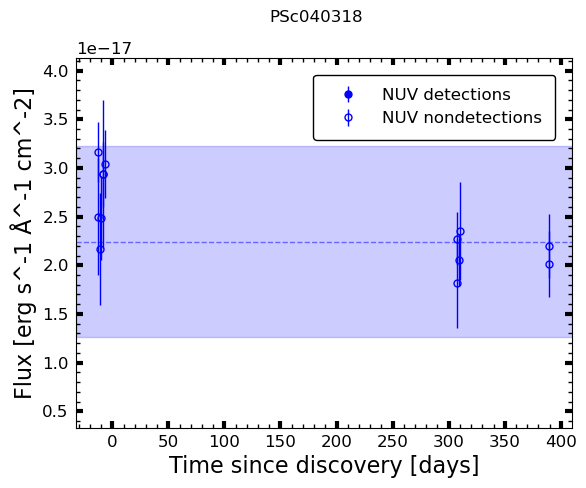 PSc040318
1e−17
4.0
3.5
3.0
2.5
2.0
1.5
1.0
0.5
Flux [erg s^-1 Å^-1 cm^-2]
NUV detections
NUV nondetections
0 50 100 150 200 250 300 350 400
Time since discovery [days]